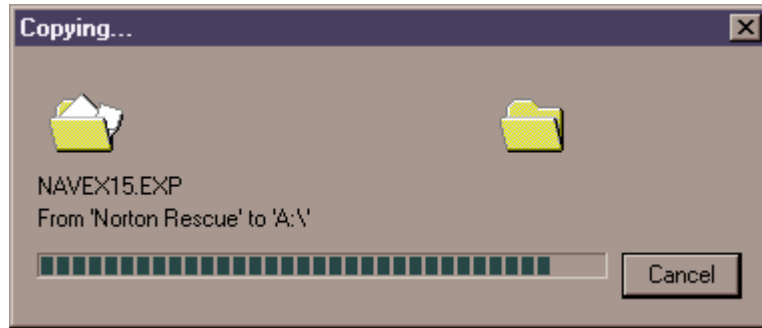 Copying...
NAVEX15.EXP
From 'Norton Rescue' to 'A:\'
Cancel